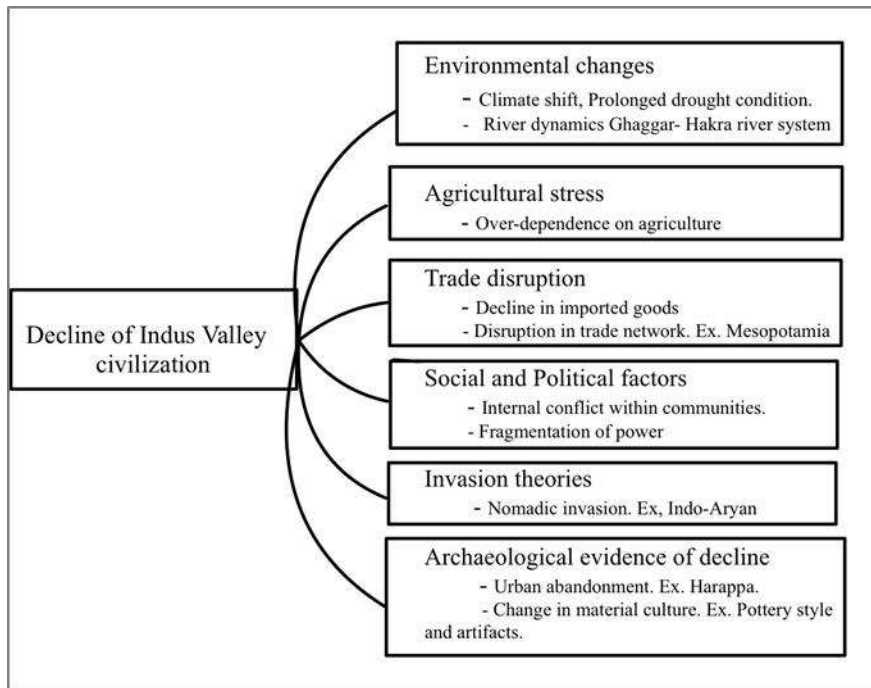 Environmental changes
- Climate shift, Prolonged drought condition.
- River dynamics Ghaggar- Hakra river system
Agricultural stress
- Over-dependence on agriculture
Trade disruption
- Decline in imported goods
- Disruption in trade network. Ex. Mesopotamia
Decline of Indus Valley
civilization
Social and Political factors
- Internal conflict within communities.
- Fragmentation of power
Invasion theories
- Nomadic invasion. Ex, Indo-Aryan
Archaeological evidence of decline
- Urban abandonment. Ex. Harappa.
- Change in material culture. Ex. Pottery style
and artifacts.